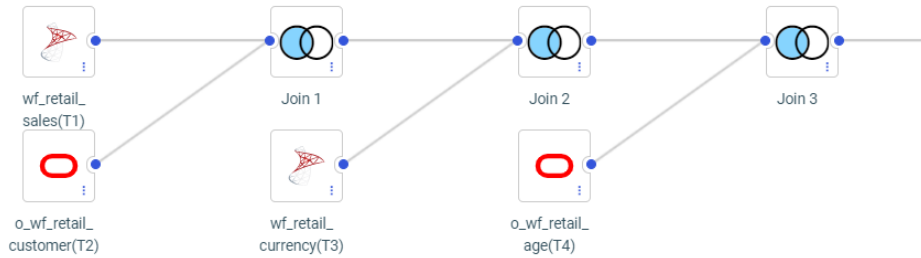 wf_retail_
sales(T1)
Join 1
Join 2
Join 3
o_wf_retail_
customer(T2)
wf_retail_
currency(T3)
o_wf_retail_
age(T4)